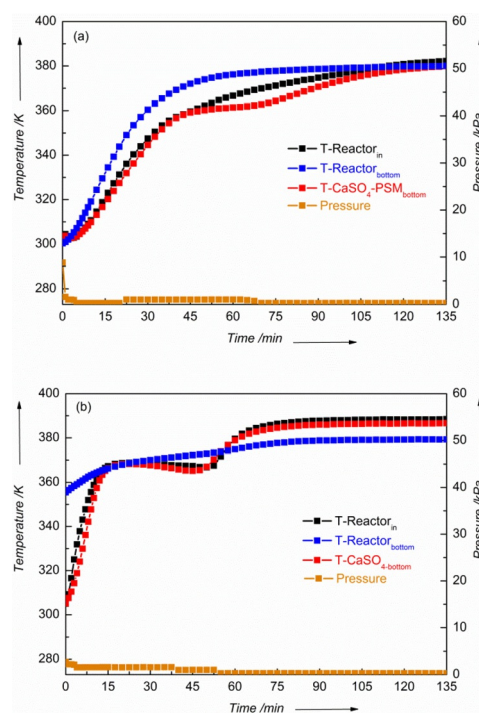 400
60
(a)
380
50
360
40
T-Reactorin
T-Reactorbottom
T-CaSO4-PSMbottom
Pressure
340
30
320
20
300
10
280
0
0 15 30 45 60 75 90 105 120 135
Temperature /K
Time /min
400
60
(b)
380
50
360
40
T-Reactorin
T-Reactorbottom
T-CaSO4-bottom
Pressure
340
30
320
20
300
10
280
0
0 15 30 45 60 75 90 105 120 135
Temperature /K
Pressure /kPa
Time /min